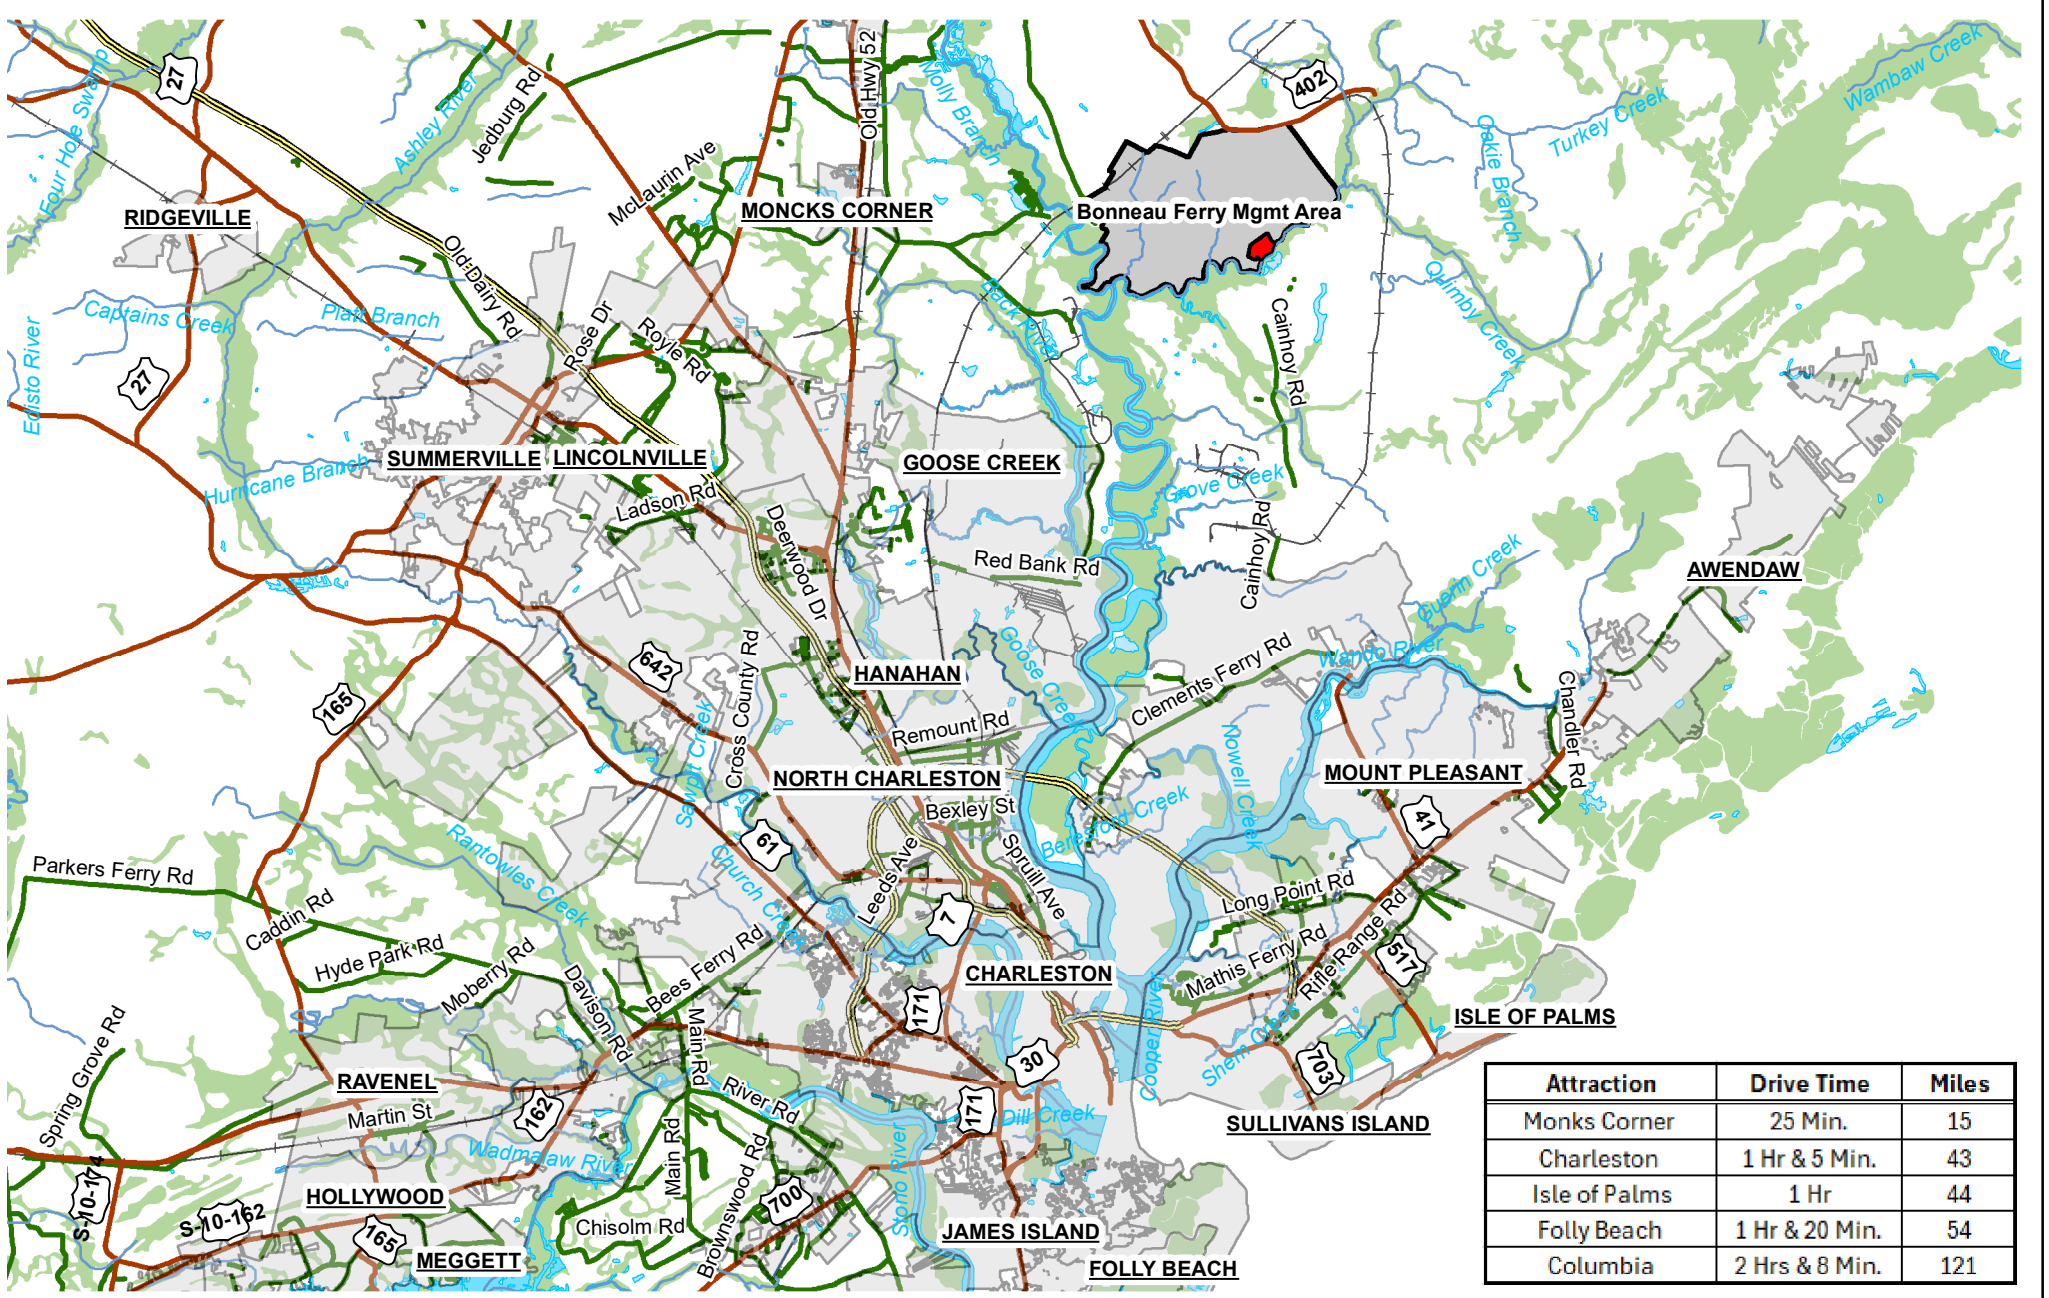 Old Hwy 52
27
402
Wambaw Creek
Four Hole Swamp
Ashley River
Jedburg Rd
Molly Branch
Oakie Branch
Turkey Creek
McLaurin Ave
RIDGEVILLE
MONCKS CORNER
Bonneau Ferry Mgmt Area
Old Dairy Rd
Captains Creek
Platt Branch
Rose Dr
Royle Rd
Back River
Cainhoy Rd
Quimby Creek
Edisto River
27
SUMMERVILLE
LINCOLNVILLE
GOOSE CREEK
Hurricane Branch
Ladson Rd
Grove Creek
Deerwood Dr
Red Bank Rd
Cainhoy Rd
Guerin Creek
AWENDAW
642
Cross County Rd
HANAHAN
Goose Creek
Clements Ferry Rd
Wando River
165
Sawpit Creek
Remount Rd
Nowell Creek
Chandler Rd
NORTH CHARLESTON
MOUNT PLEASANT
Bexley St
Beresford Creek
41
Rantowles Creek
61
Church Creek
Leeds Ave
Spruill Ave
Parkers Ferry Rd
Caddin Rd
7
Long Point Rd
Hyde Park Rd
Moberry Rd
Bees Ferry Rd
Mathis Ferry Rd
Rifle Range Rd
517
Davison Rd
CHARLESTON
171
Cooper River
ISLE OF PALMS
Spring Grove Rd
Main Rd
30
Shem Creek
703
RAVENEL
Martin St
162
River Rd
171
Dill Creek
SULLIVANS ISLAND
Wadmalaw River
Main Rd
Brownswood Rd
Stono River
S-10-174
S-10-162
HOLLYWOOD
165
Chisolm Rd
700
JAMES ISLAND
MEGGETT
FOLLY BEACH
Attraction Drive Time Miles
Monks Corner 25 Min. 15
Charleston 1 Hr & 5 Min. 43
Isle of Palms 1 Hr 44
Folly Beach 1 Hr & 20 Min. 54
Columbia 2 Hrs & 8 Min. 121